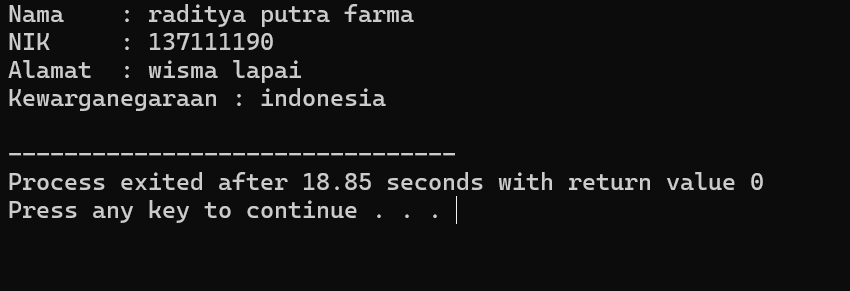 Nama    : raditya putra farma
NIK     : 137111190
Alamat  : wisma lapai
Kewarganegaraan : indonesia
--------------------------------
Process exited after 18.85 seconds with return value 0
Press any key to continue . . .